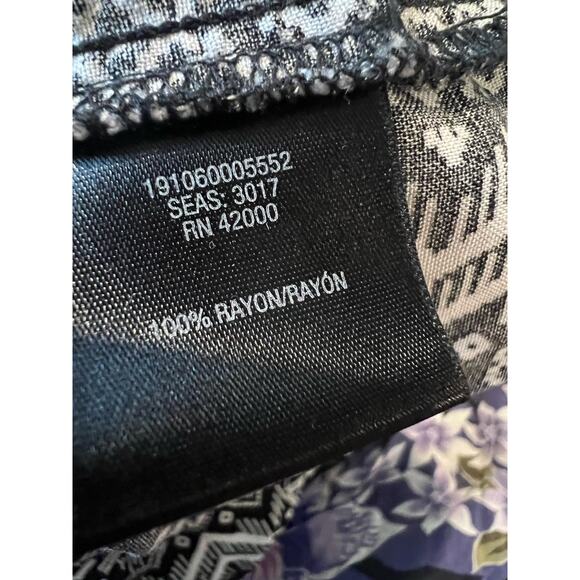 191060005552
SEAS: 3017
RN 42000
100% RAYON/RAYÓN